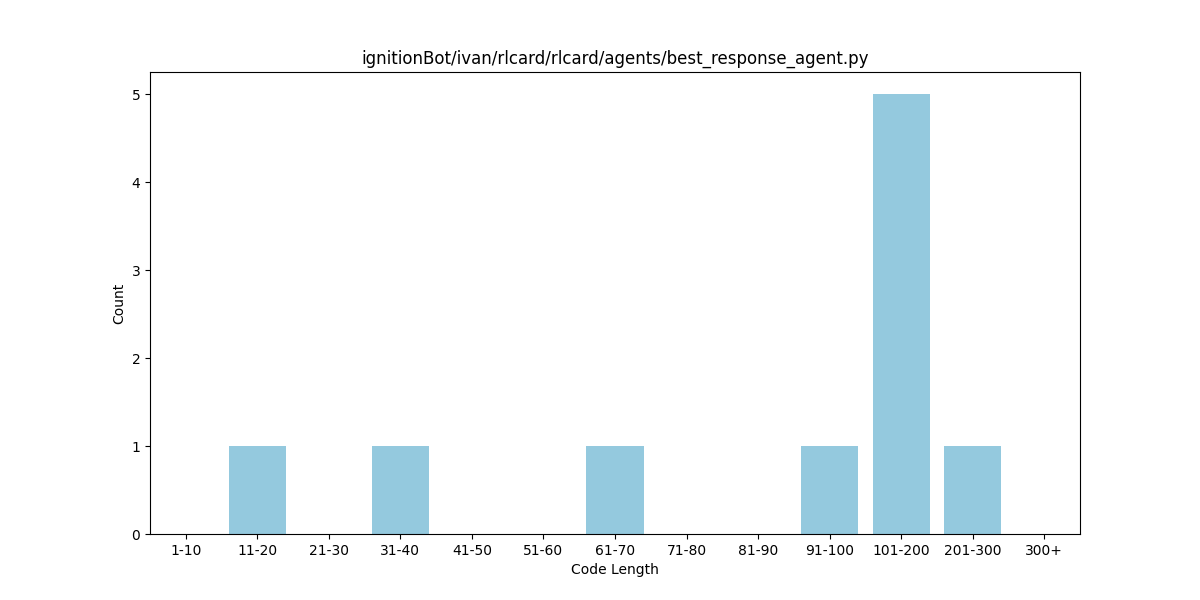 ignitionBot/ivan/rlcard/rlcard/agents/best_response_agent.py
5
4
3
2
1
0
Count
1-10 11-20 21-30 31-40 41-50 51-60 61-70 71-80 81-90 91-100 101-200 201-300 300+
Code Length